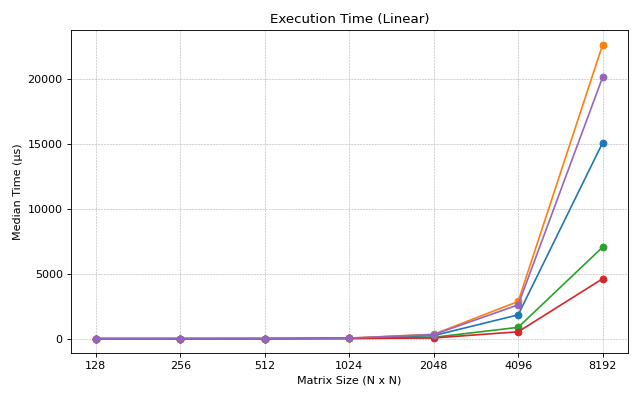 Execution Time (Linear)
Median Time (µs)
20000
15000
10000
5000
0
128 256 512 1024 2048 4096 8192
Matrix Size (N x N)